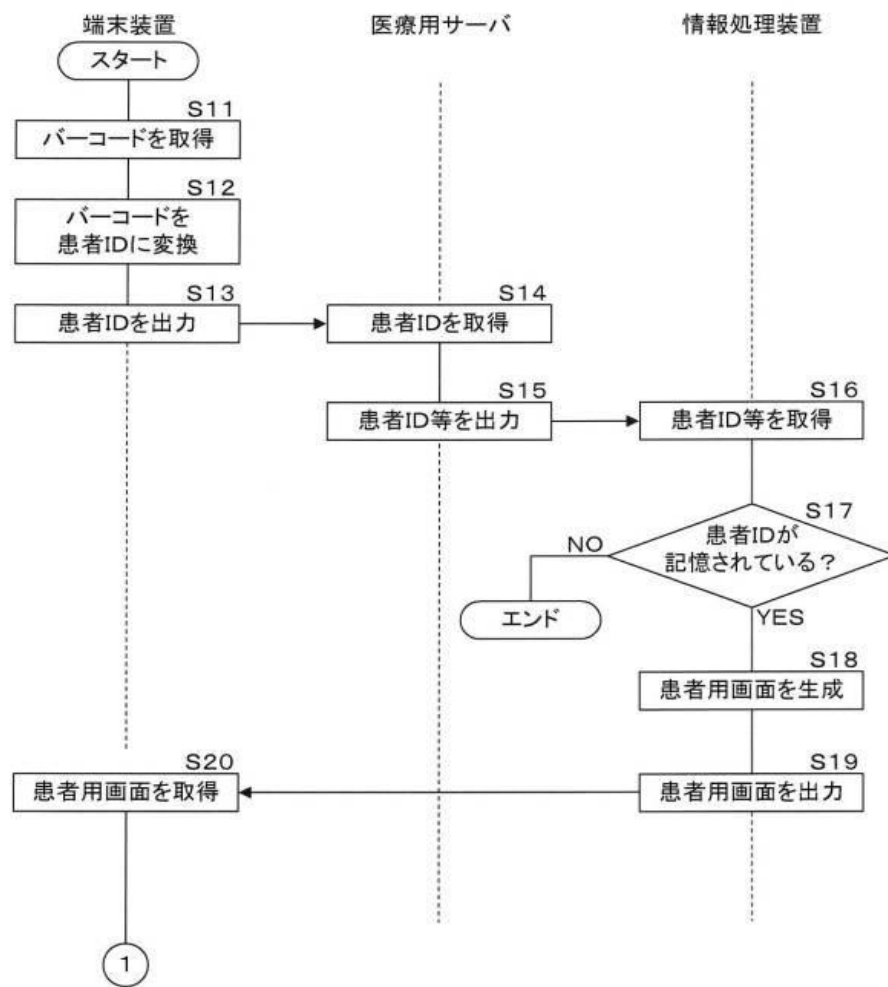 端末装置
医療用サーバ
情報処理装置
スタート
S11
バーコードを取得
S12
バーコードを
患者IDに変換
S13
患者IDを出力
S14
患者IDを取得
S15
患者ID等を出力
S16
患者ID等を取得
S17
患者IDが
記憶されている?
NO
エンド
YES
S18
患者用画面を生成
S19
患者用画面を出力
S20
患者用画面を取得
1